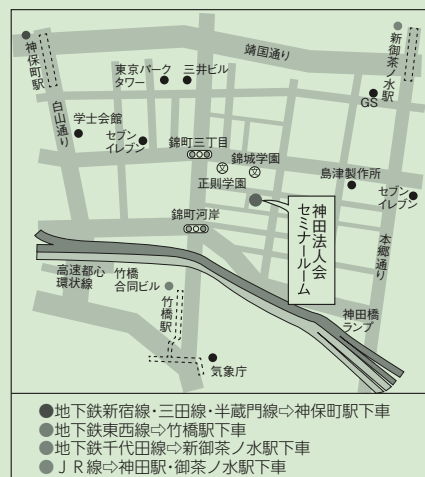 神保町駅
靖国通り
新御茶ノ水駅
東京パーク
タワー
三井ビル
白山通り
GS
学士会館
セブン
イレブン
錦町三丁目
錦城学園
文
文
正則学園
島津製作所
セブン
イレブン
神田法人会
セミナールーム
錦町河岸
本郷通り
高速都心
環状線
竹橋
合同ビル
竹橋駅
神田橋
ランプ
気象庁
●地下鉄新宿線・三田線・半蔵門線⇨神保町駅下車
●地下鉄東西線⇨竹橋駅下車
●地下鉄千代田線⇨新御茶ノ水駅下車
●JR線⇨神田駅・御茶ノ水駅下車